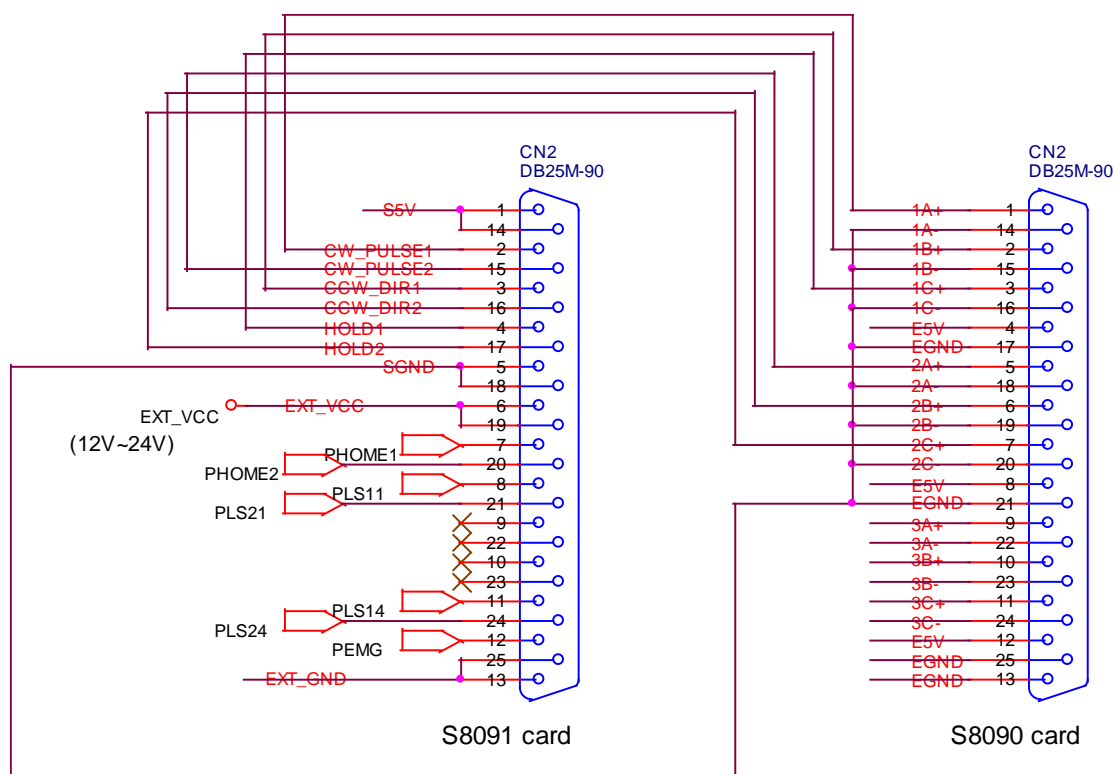 CN2
DB25M-90
S5V
1
14
CW_PULSE1
2
CW_PULSE2
15
CCW_DIR1
3
CCW_DIR2
16
HOLD1
4
HOLD2
17
SGND
5
18
EXT_VCC
(12V~24V)
EXT_VCC
6
19
PHOME1
7
PHOME2
20
PLS11
8
PLS21
21
9
22
10
23
PLS14
11
PLS24
24
PEMG
12
25
EXT_GND
13
S8091 card
CN2
DB25M-90
1A+
1
1A-
14
1B+
2
1B-
15
1C+
3
1C-
16
E5V
4
EGND
17
2A+
5
2A-
18
2B+
6
2B-
19
2C+
7
2C-
20
E5V
8
EGND
21
3A+
9
3A-
22
3B+
10
3B-
23
3C+
11
3C-
24
E5V
12
EGND
25
EGND
13
S8090 card